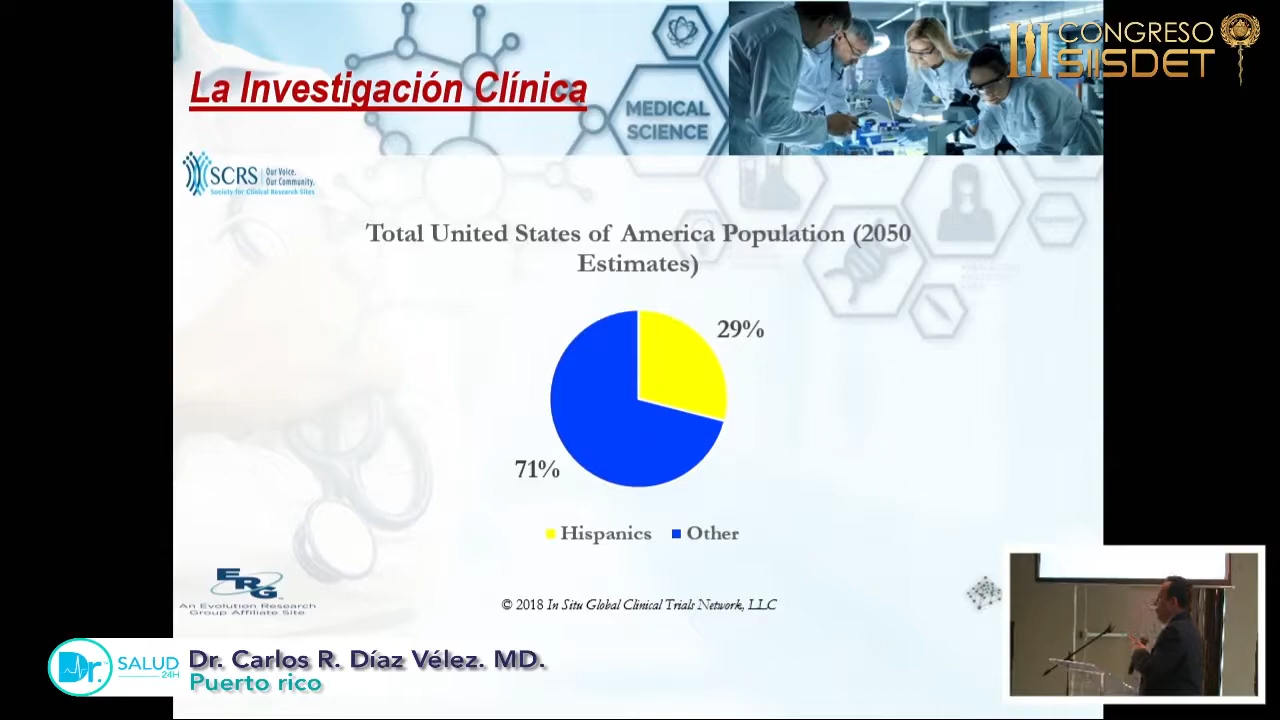 III CONGRESO
SIISDET
La Investigación Clínica
MEDICAL
SCIENCE
SCRS
Our Voice.
Our Community.
Society for Clinical Research Sites
Total United States of America Population (2050
Estimates)
29%
71%
Hispanics
Other
ERG
An Evolution Research
Group Affiliate Site
© 2018 In Situ Global Clinical Trials Network, LLC
Dr.
SALUD
24H
Dr. Carlos R. Díaz Vélez. MD.
Puerto rico